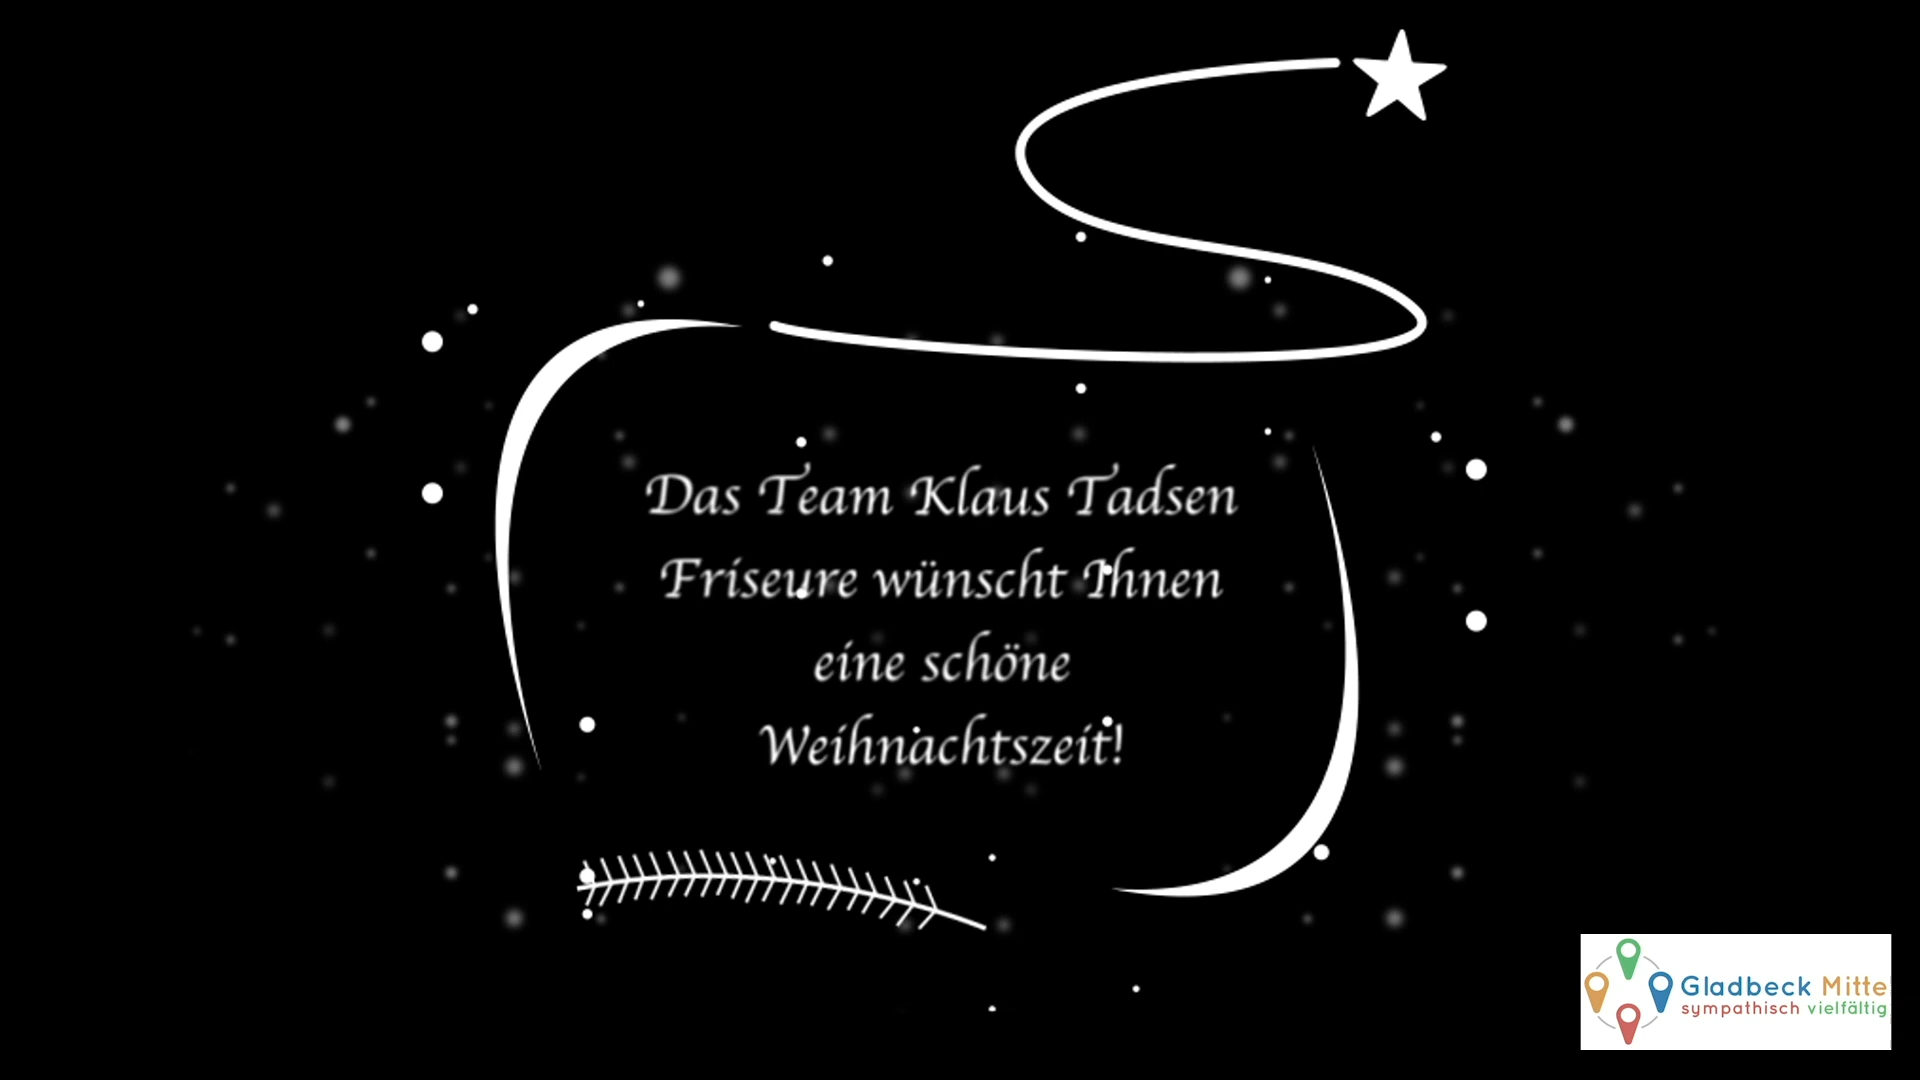 Das Team Klaus Tadsen
Friseure wünscht Ihnen
eine schöne
Weihnachtszeit!
Gladbeck Mitte
sympathisch vielfältig